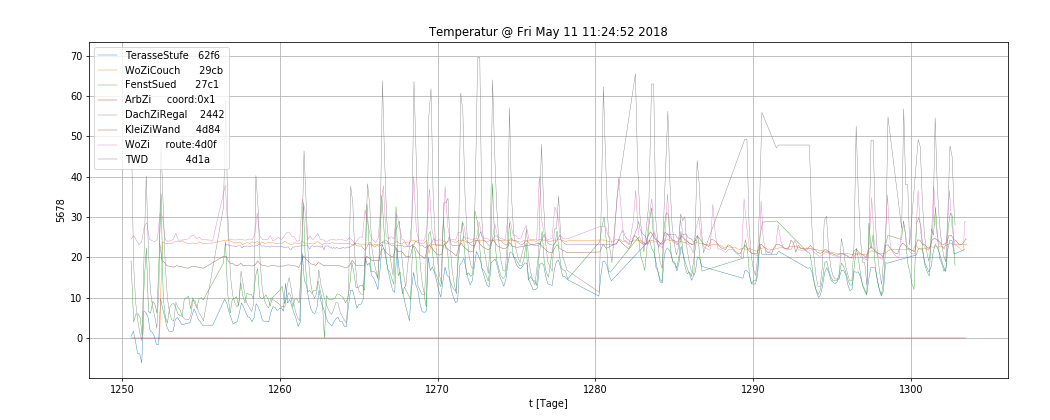 Temperatur @ Fri May 11 11:24:52 2018
70
60
50
40
30
20
10
0
5678
TerasseStufe 62f6
WoZiCouch 29cb
FenstSued 27c1
ArbZi coord:0x1
DachZiRegal 2442
KleiZiWand 4d84
WoZi route:4d0f
TWD 4d1a
1250 1260 1270 1280 1290 1300
t [Tage]